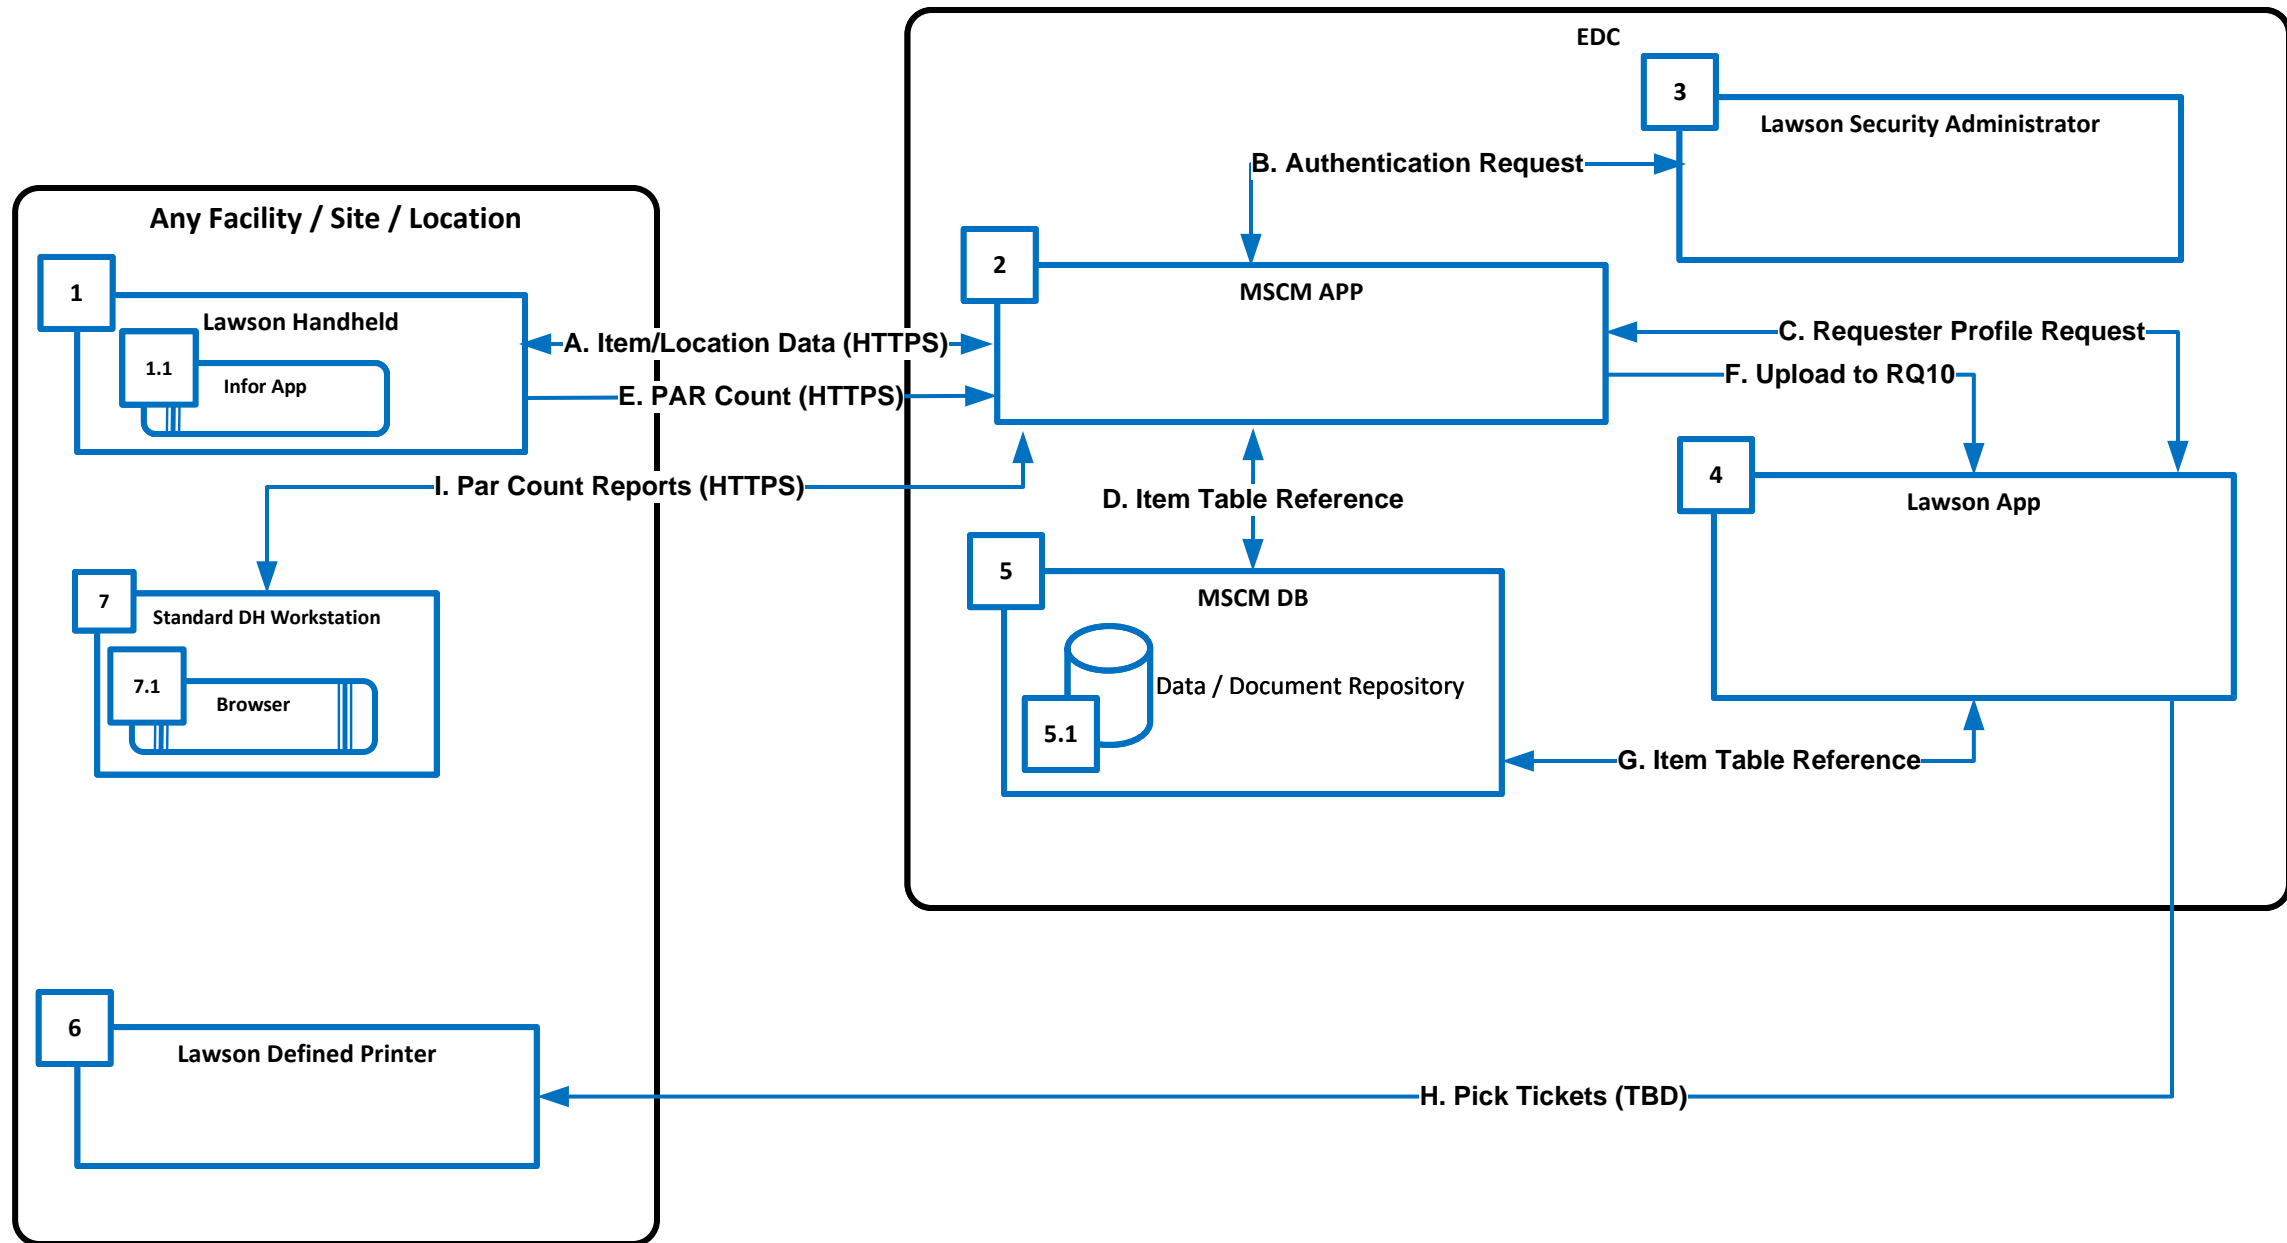 EDC
3
Lawson Security Administrator
B. Authentication Request
Any Facility / Site / Location
2
MSCM APP
1
Lawson Handheld
1.1
Infor App
A. Item/Location Data (HTTPS)
C. Requester Profile Request
F. Upload to RQ10
E. PAR Count (HTTPS)
I. Par Count Reports (HTTPS)
D. Item Table Reference
4
Lawson App
5
MSCM DB
7
Standard DH Workstation
7.1
Browser
Data / Document Repository
5.1
G. Item Table Reference
6
Lawson Defined Printer
H. Pick Tickets (TBD)